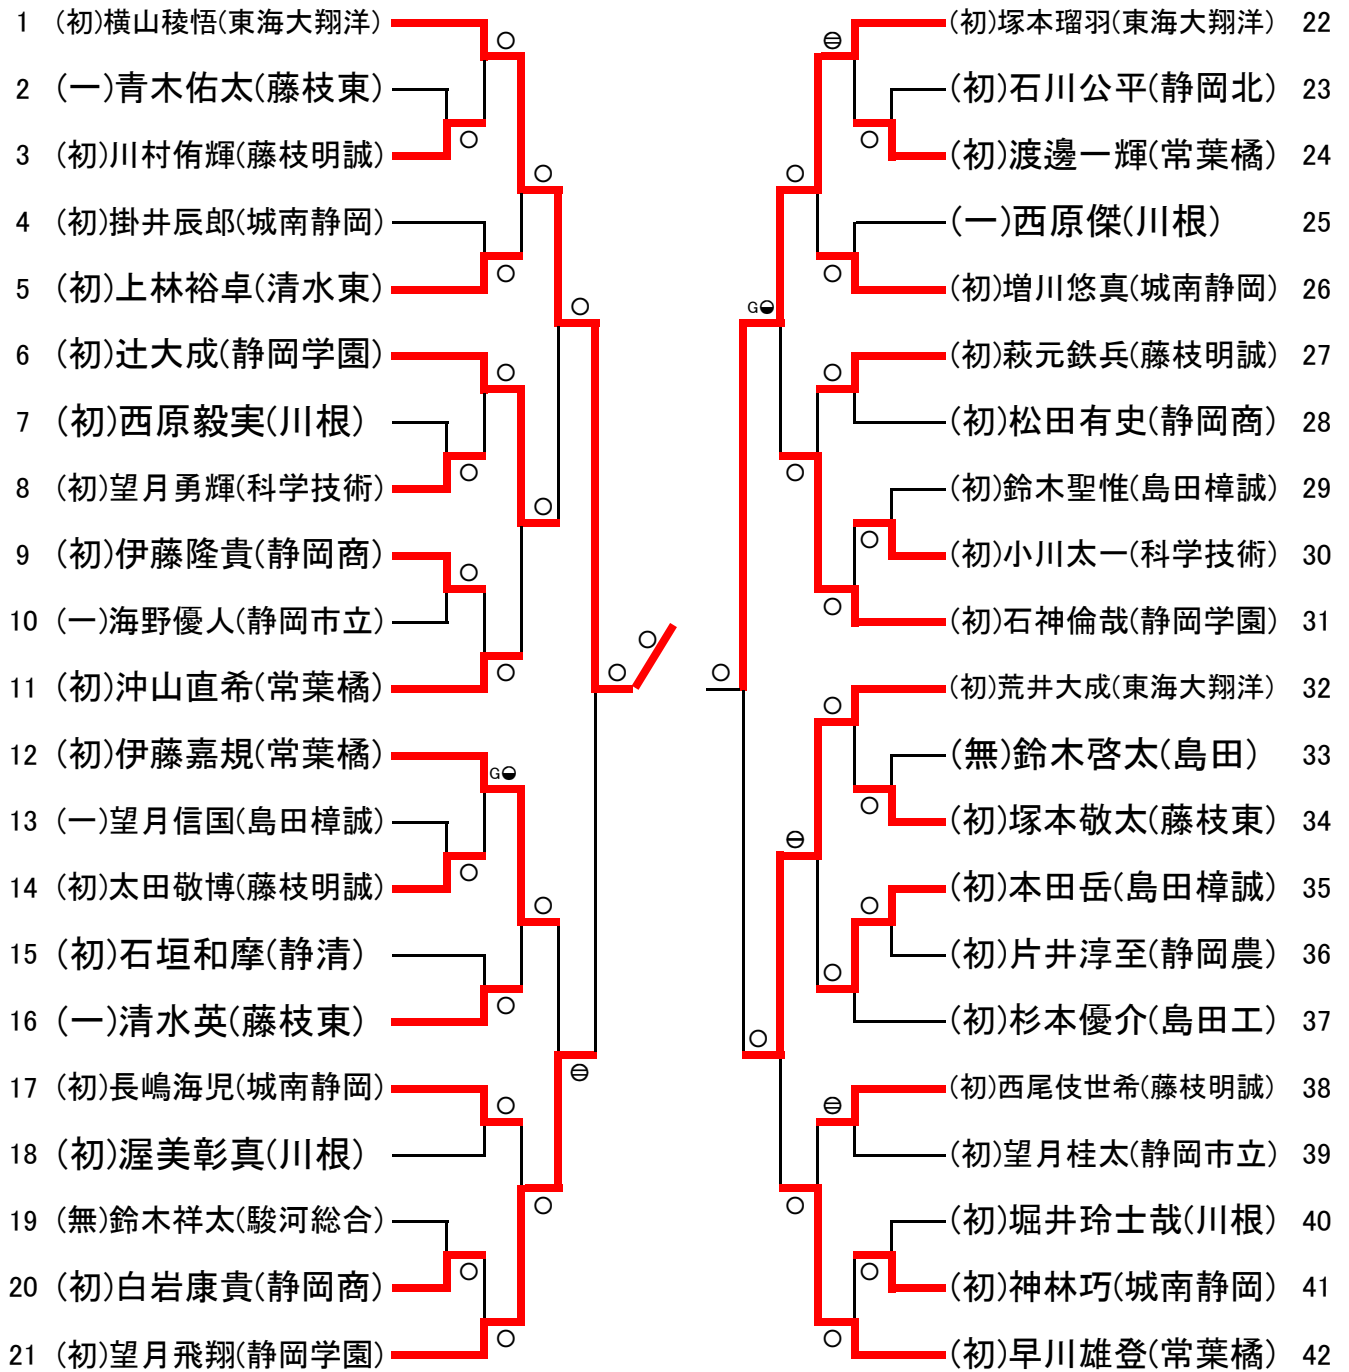 1 (初)横山稜悟(東海大翔洋)
2 (一)青木佑太(藤枝東)
3 (初)川村侑輝(藤枝明誠)
4 (初)掛井辰郎(城南静岡)
5 (初)上林裕卓(清水東)
6 (初)辻大成(静岡学園)
7 (初)西原毅実(川根)
8 (初)望月勇輝(科学技術)
9 (初)伊藤隆貴(静岡商)
10 (一)海野優人(静岡市立)
11 (初)沖山直希(常葉橘)
12 (初)伊藤嘉規(常葉橘)
G
13 (一)望月信国(島田樟誠)
14 (初)太田敬博(藤枝明誠)
15 (初)石垣和摩(静清)
16 (一)清水英(藤枝東)
17 (初)長嶋海児(城南静岡)
18 (初)渥美彰真(川根)
19 (無)鈴木祥太(駿河総合)
20 (初)白岩康貴(静岡商)
21 (初)望月飛翔(静岡学園)
(初)塚本瑠羽(東海大翔洋) 22
(初)石川公平(静岡北) 23
(初)渡邊一輝(常葉橘) 24
(一)西原傑(川根) 25
(初)増川悠真(城南静岡) 26
G
(初)萩元鉄兵(藤枝明誠) 27
(初)松田有史(静岡商) 28
(初)鈴木聖惟(島田樟誠) 29
(初)小川太一(科学技術) 30
(初)石神倫哉(静岡学園) 31
(初)荒井大成(東海大翔洋) 32
(無)鈴木啓太(島田) 33
(初)塚本敬太(藤枝東) 34
(初)本田岳(島田樟誠) 35
(初)片井淳至(静岡農) 36
(初)杉本優介(島田工) 37
(初)西尾伎世希(藤枝明誠) 38
(初)望月桂太(静岡市立) 39
(初)堀井玲士哉(川根) 40
(初)神林巧(城南静岡) 41
(初)早川雄登(常葉橘) 42